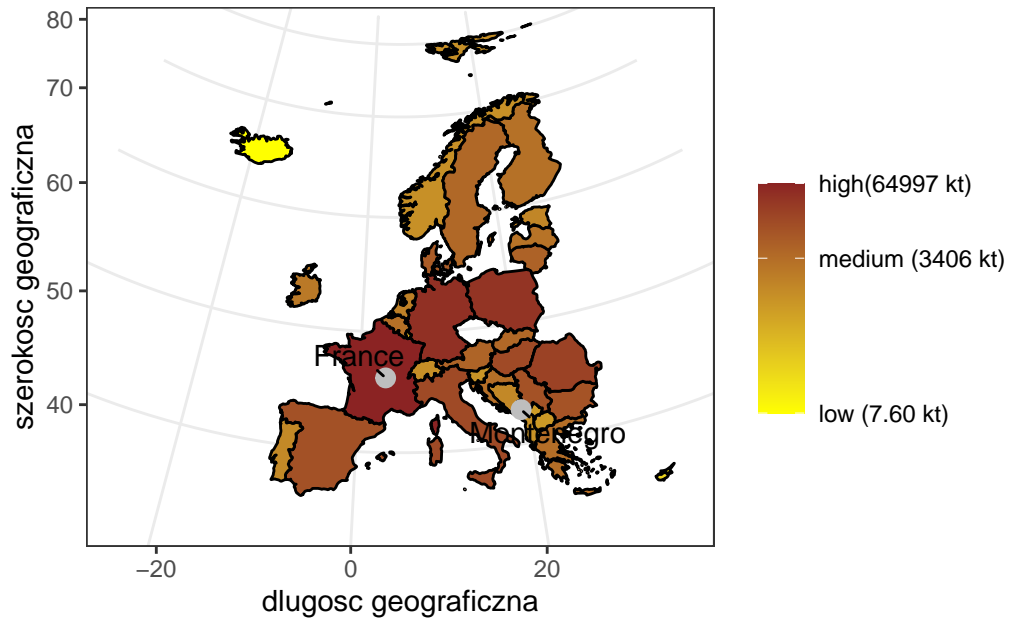 80
70
60
50
40
szerokosc geograficzna
France
Montenegro
−20
0
20
dlugosc geograficzna
high(64997 kt)
medium (3406 kt)
low (7.60 kt)